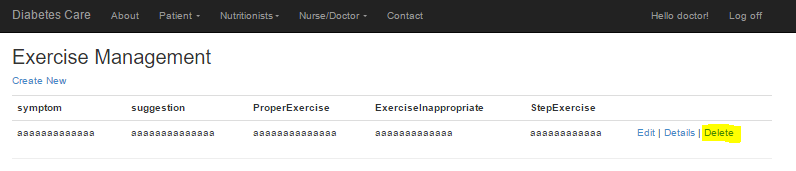 Diabetes Care About Patient Nutritionists Nurse/Doctor Contact Hello doctor! Log off
Exercise Management
Create New
symptom suggestion ProperExercise ExerciseInappropriate StepExercise
aaaaaaaaaaaaa aaaaaaaaaaaaaa aaaaaaaaaaaaaa aaaaaaaaaaaaa aaaaaaaaaaaa Edit | Details | Delete